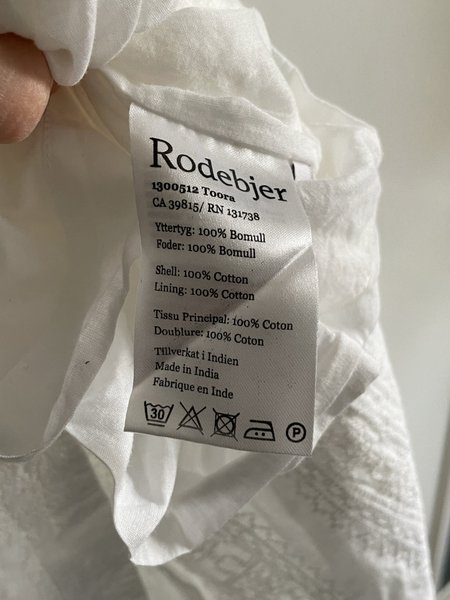 Rodebjer
1300512 Toora
CA 39815/ RN 131738
Yttertyg: 100% Bomull
Foder: 100% Bomull
Shell: 100% Cotton
Lining: 100% Cotton
Tissu Principal: 100% Coton
Doublure: 100% Coton
Tillverkat i Indien
Made in India
Fabrique en Inde
30
P